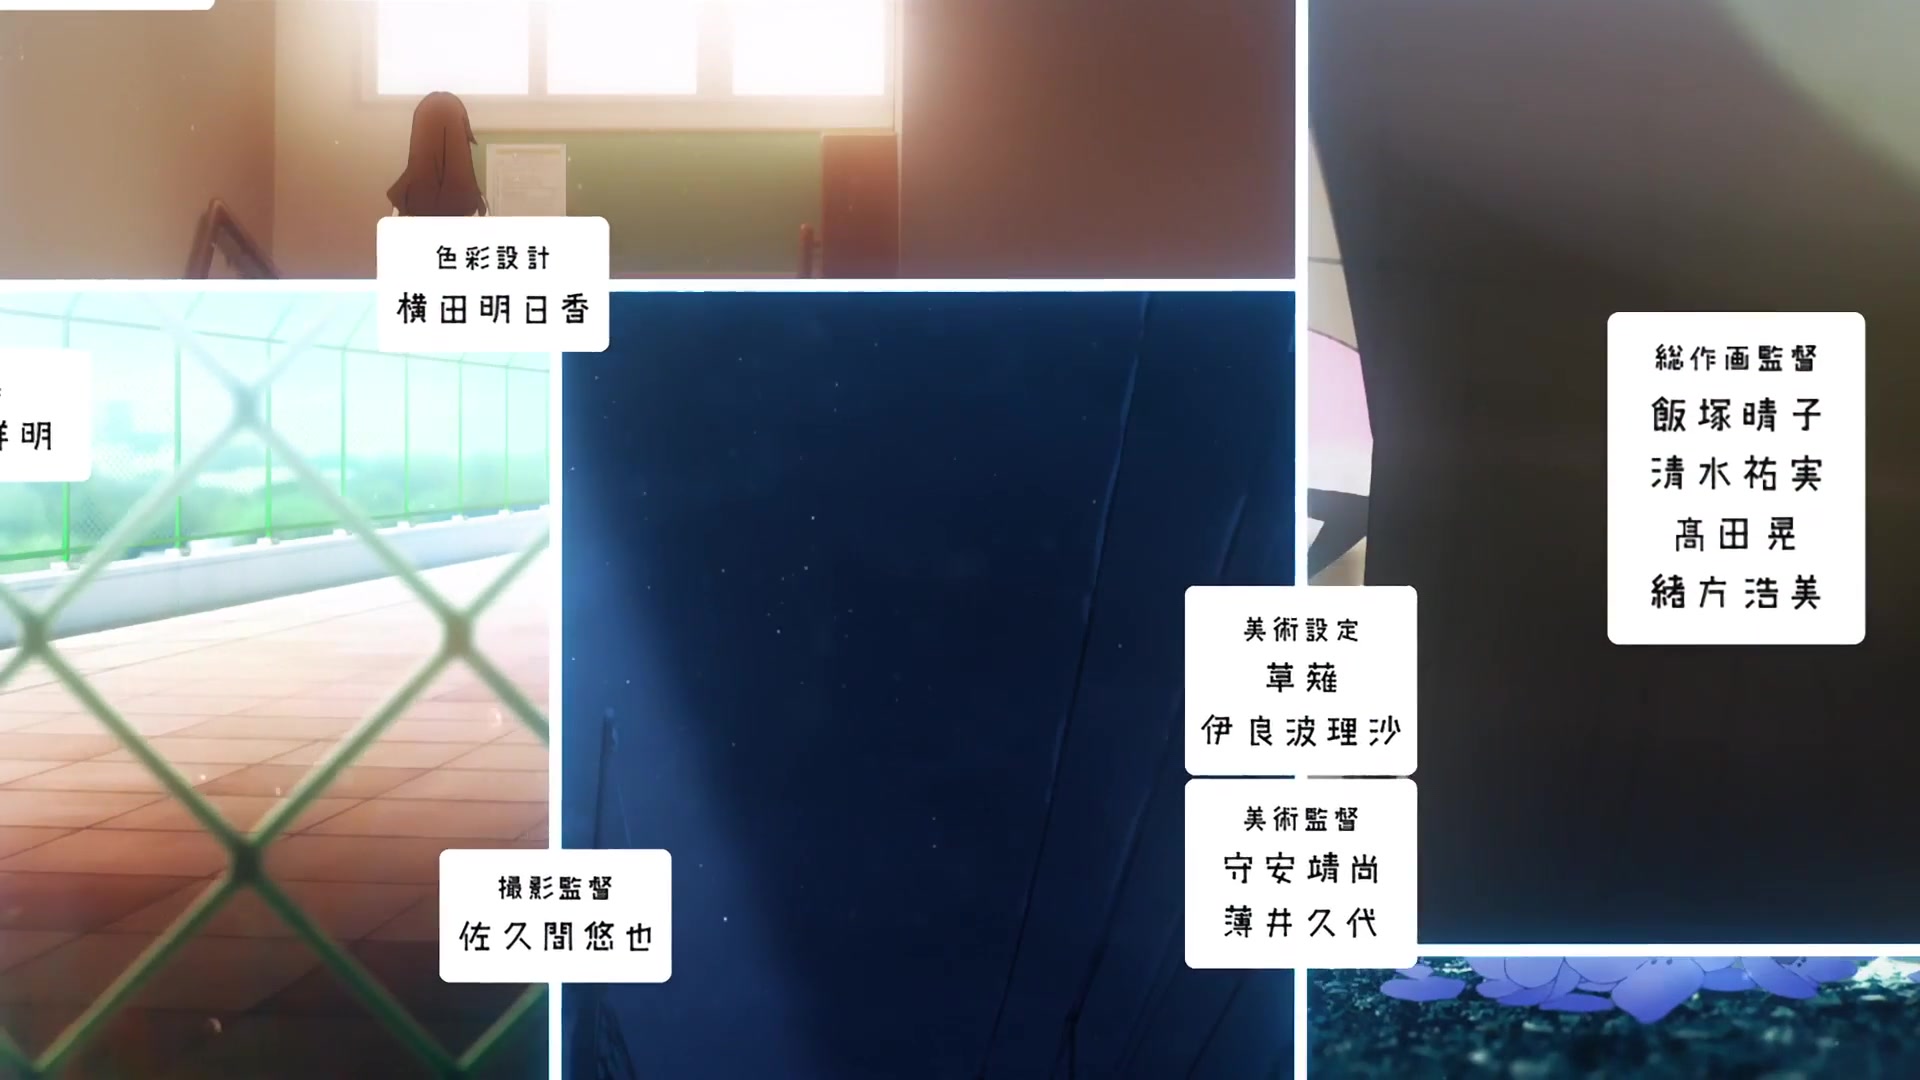 色彩設計
横田明日香
明
総作画監督
飯塚晴子
清水祐実
髙田晃
緒方浩美
美術設定
草薙
伊良波理沙
美術監督
守安靖尚
薄井久代
撮影監督
佐久間悠也